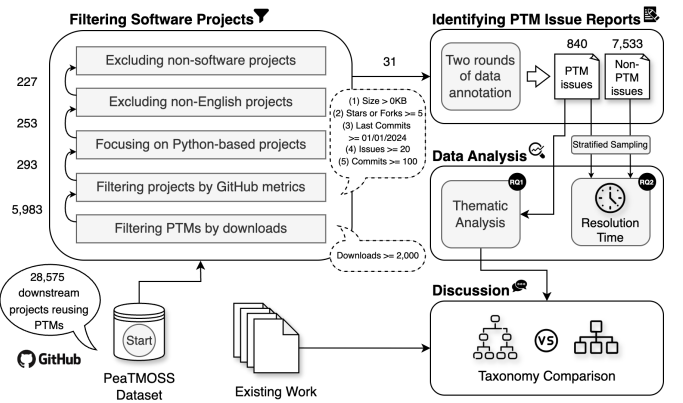 Filtering Software Projects
Excluding non-software projects
Excluding non-English projects
Focusing on Python-based projects
Filtering projects by GitHub metrics
Filtering PTMs by downloads
227
253
293
5,983
31
(1) Size > 0KB
(2) Stars or Forks >= 5
(3) Last Commits
>= 01/01/2024
(4) Issues >= 20
(5) Commits >= 100
Downloads >= 2,000
28,575
downstream
projects reusing
PTMs
GitHub
Start
PeaTMOSS
Dataset
Existing Work
Identifying PTM Issue Reports
Two rounds
of data
annotation
840
PTM
issues
7,533
Non-
PTM
issues
Stratified Sampling
Data Analysis
RQ1
Thematic
Analysis
RQ2
Resolution
Time
Discussion
VS
Taxonomy Comparison